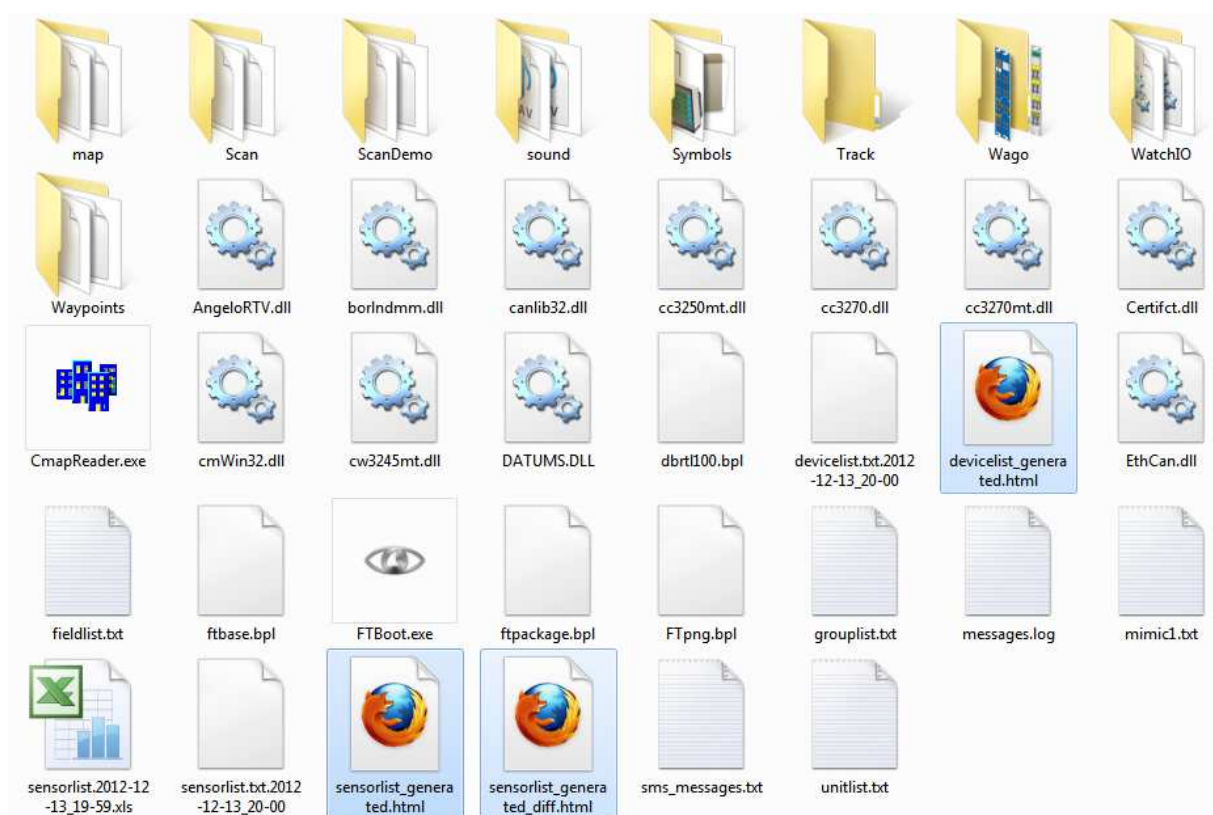 map
Scan
ScanDemo
sound
Symbols
Track
Wago
WatchIO
Waypoints
AngeloRTV.dll
borlndmm.dll
canlib32.dll
cc3250mt.dll
cc3270.dll
cc3270mt.dll
Certifct.dll
CmapReader.exe
cmWin32.dll
cw3245mt.dll
DATUMS.DLL
dbrtl100.bpl
devicelist.txt.2012
-12-13_20-00
devicelist_genera
ted.html
EthCan.dll
fieldlist.txt
ftbase.bpl
FTBoot.exe
ftpackage.bpl
FTpng.bpl
grouplist.txt
messages.log
mimic1.txt
sensorlist.2012-12
-13_19-59.xls
sensorlist.txt.2012
-12-13_20-00
sensorlist_genera
ted.html
sensorlist_genera
ted_diff.html
sms_messages.txt
unitlist.txt